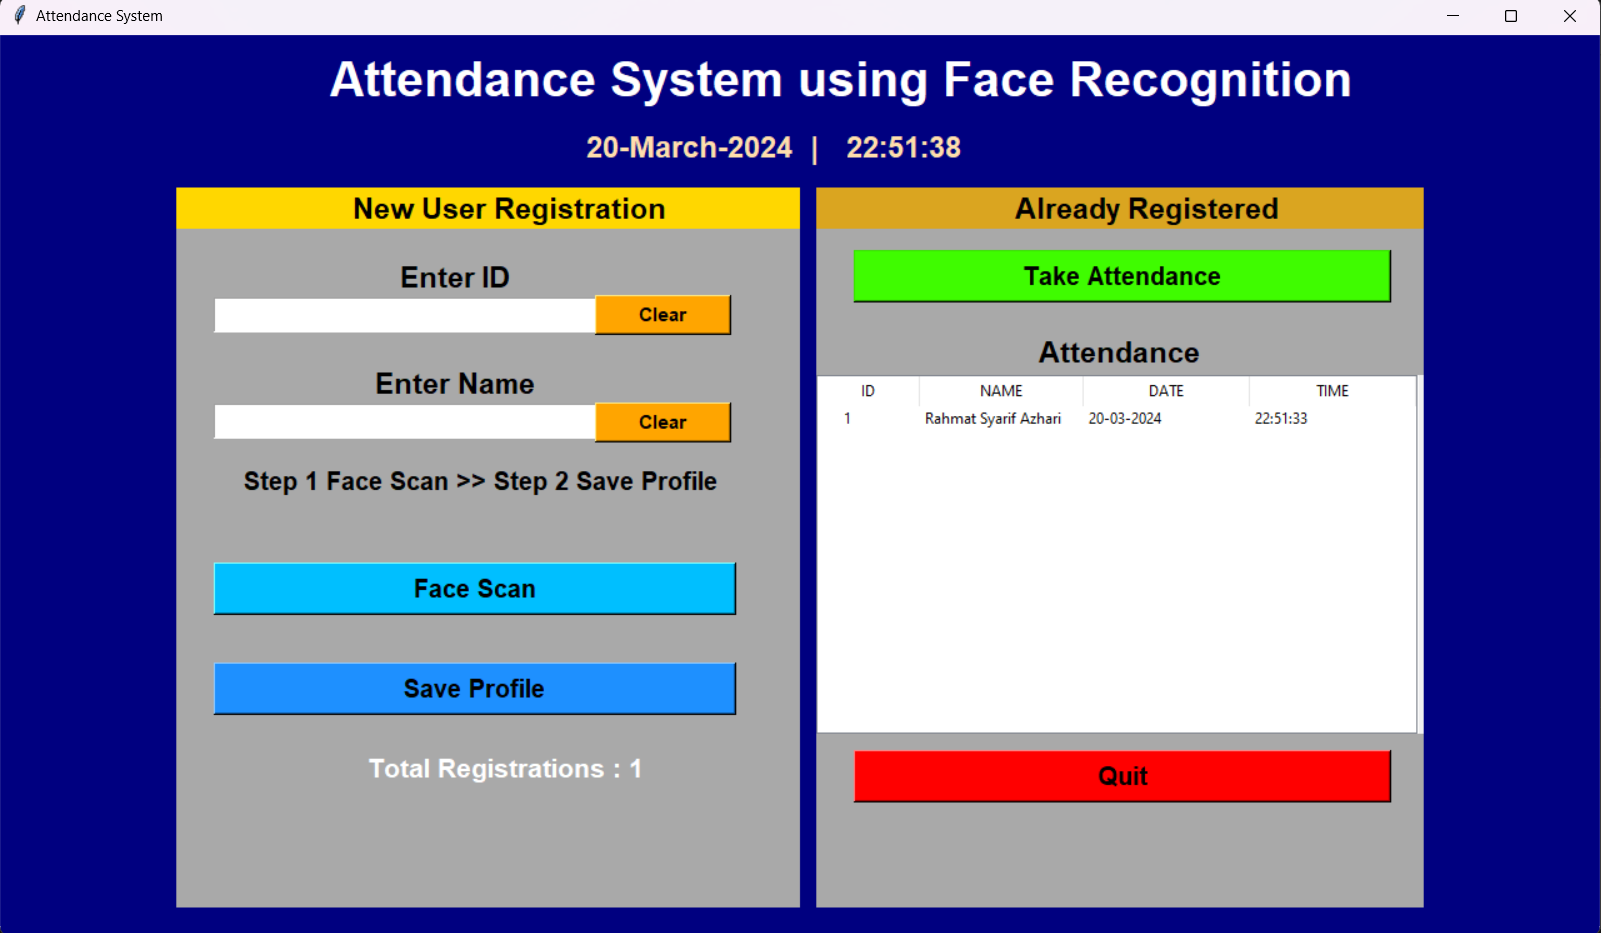 Attendance System
Attendance System using Face Recognition
20-March-2024 | 22:51:38
New User Registration
Enter ID
Clear
Enter Name
Clear
Step 1 Face Scan >> Step 2 Save Profile
Face Scan
Save Profile
Total Registrations : 1
Already Registered
Take Attendance
Attendance
ID NAME DATE TIME
1 Rahmat Syarif Azhari 20-03-2024 22:51:33
Quit